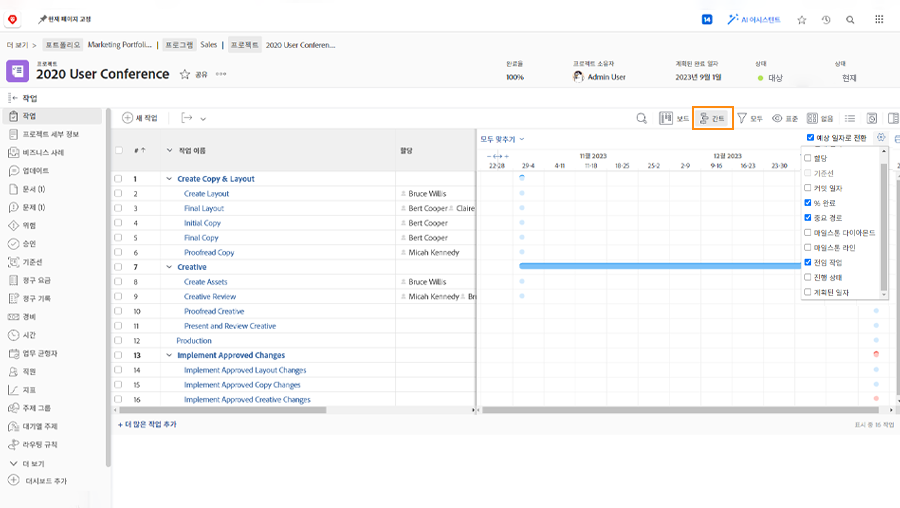 현재 페이지 고정
14
AI 어시스턴트
더 보기 > 포트폴리오 Marketing Portfolio... | 프로그램 Sales | 프로젝트 2020 User Conferen...
프로젝트
2020 User Conference
공유
완료율
100%
프로젝트 소유자
Admin User
계획된 완료 일자
2023년 9월 1일
상태
대상
상태
현재
작업
작업
프로젝트 세부 정보
비즈니스 사례
업데이트
문서 (1)
문제 (1)
위험
승인
기준선
청구 요금
청구 기록
경비
시간
업무 균형자
직원
지표
주제 그룹
대기열 주제
라우팅 규칙
더 보기
대시보드 추가
새 작업
보드
간트
모두
표준
없음
# 작업 이름 할당
1 Create Copy & Layout
2 Create Layout Bruce Willis
3 Final Layout Bert Cooper Claire
4 Initial Copy Bert Cooper
5 Final Copy Bert Cooper
6 Proofread Copy Micah Kennedy
7 Creative
8 Create Assets Bruce Willis
9 Creative Review Micah Kennedy Br
10 Proofread Creative
11 Present and Review Creative
12 Production
13 Implement Approved Changes
14 Implement Approved Layout Changes
15 Implement Approved Copy Changes
16 Implement Approved Creative Changes
+ 더 많은 작업 추가
모두 맞추기
예상 일자로 전환
11월 2023 12월 2023
22-28 29-4 4-11 11-18 18-25 25-2 2-9 9-16 16-23 23-30
할당
기준선
커밋 일자
% 완료
중요 경로
마일스톤 다이아몬드
마일스톤 라인
전임 작업
진행 상태
계획된 일자
표시 중 16 작업